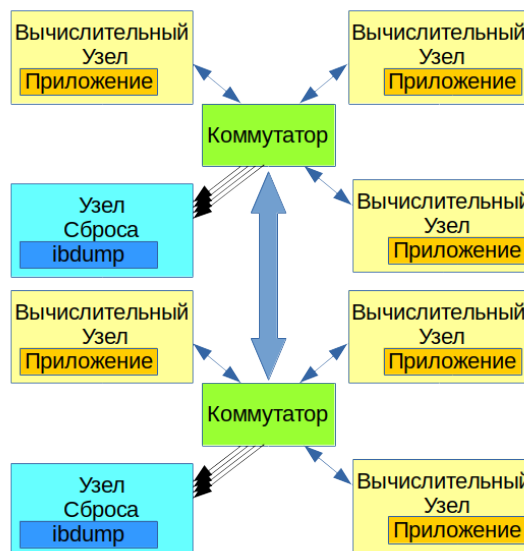 Вычислительный
Узел
Приложение
Вычислительный
Узел
Приложение
Коммутатор
Узел
Сброса
ibdump
Вычислительный
Узел
Приложение
Вычислительный
Узел
Приложение
Вычислительный
Узел
Приложение
Коммутатор
Узел
Сброса
ibdump
Вычислительный
Узел
Приложение